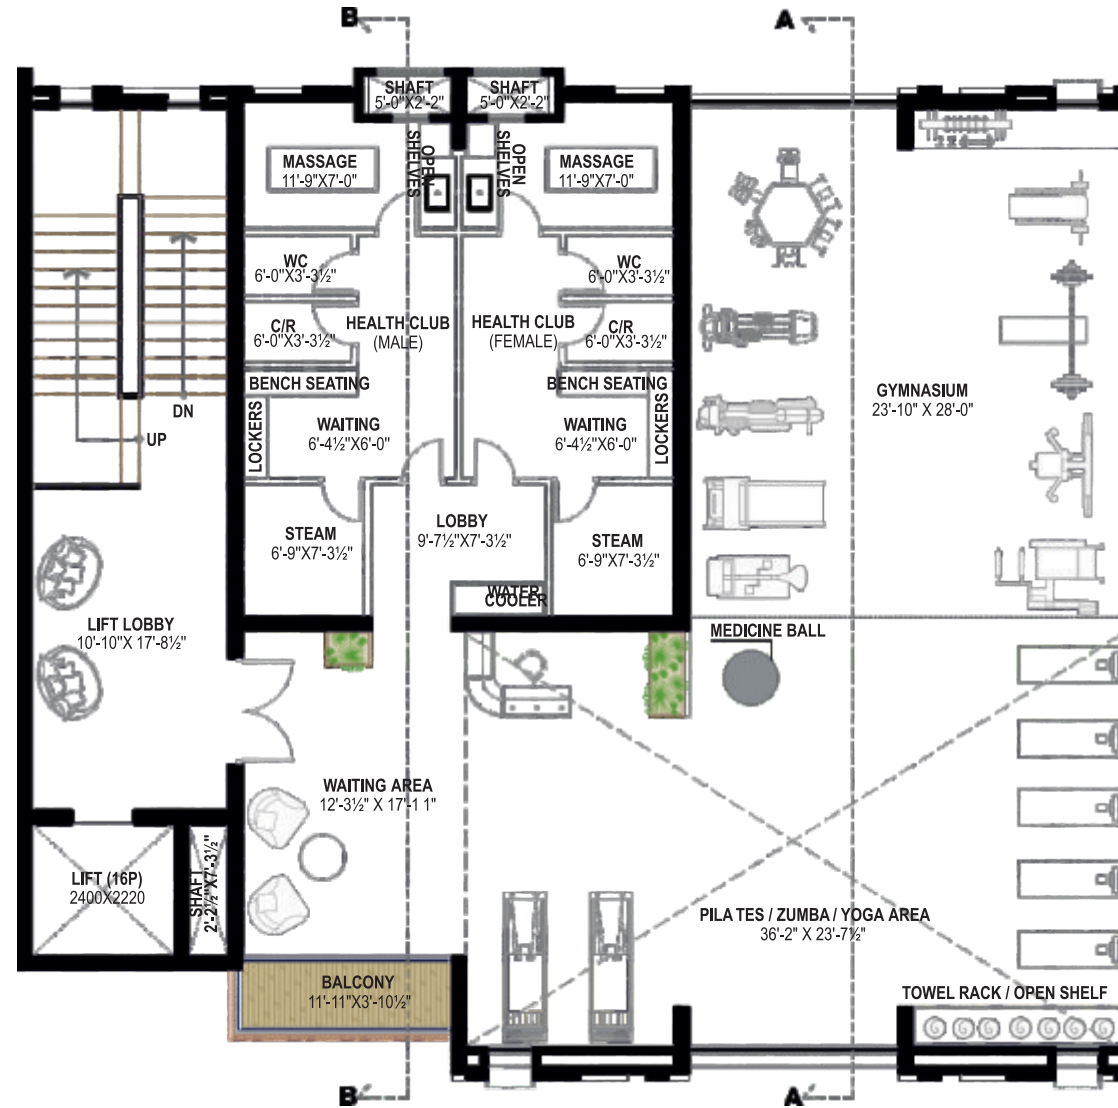 B
A
SHAFT
5'-0"X2'-2"
SHAFT
5'-0"X2'-2"
OPEN
SHELVES
OPEN
SHELVES
MASSAGE
11'-9"X7'-0"
MASSAGE
11'-9"X7'-0"
WC
6'-0"X3'-3½"
WC
6'-0"X3'-3½"
C/R
6'-0"X3'-3½"
HEALTH CLUB
(MALE)
HEALTH CLUB
(FEMALE)
C/R
6'-0"X3'-3½"
BENCH SEATING
BENCH SEATING
GYMNASIUM
23'-10" X 28'-0"
DN
UP
LOCKERS
WAITING
6'-4½"X6'-0"
WAITING
6'-4½"X6'-0"
LOCKERS
STEAM
6'-9"X7'-3½"
LOBBY
9'-7½"X7'-3½"
STEAM
6'-9"X7'-3½"
WATER
COOLER
LIFT LOBBY
10'-10"X 17'-8½"
MEDICINE BALL
WAITING AREA
12'-3½" X 17'-1 1"
LIFT (16P)
2400X2220
SHAFT
2'-2½"X7'-3½"
PILA TES / ZUMBA / YOGA AREA
36'-2" X 23'-7½"
BALCONY
11'-11"X3'-10½"
TOWEL RACK / OPEN SHELF
B
A